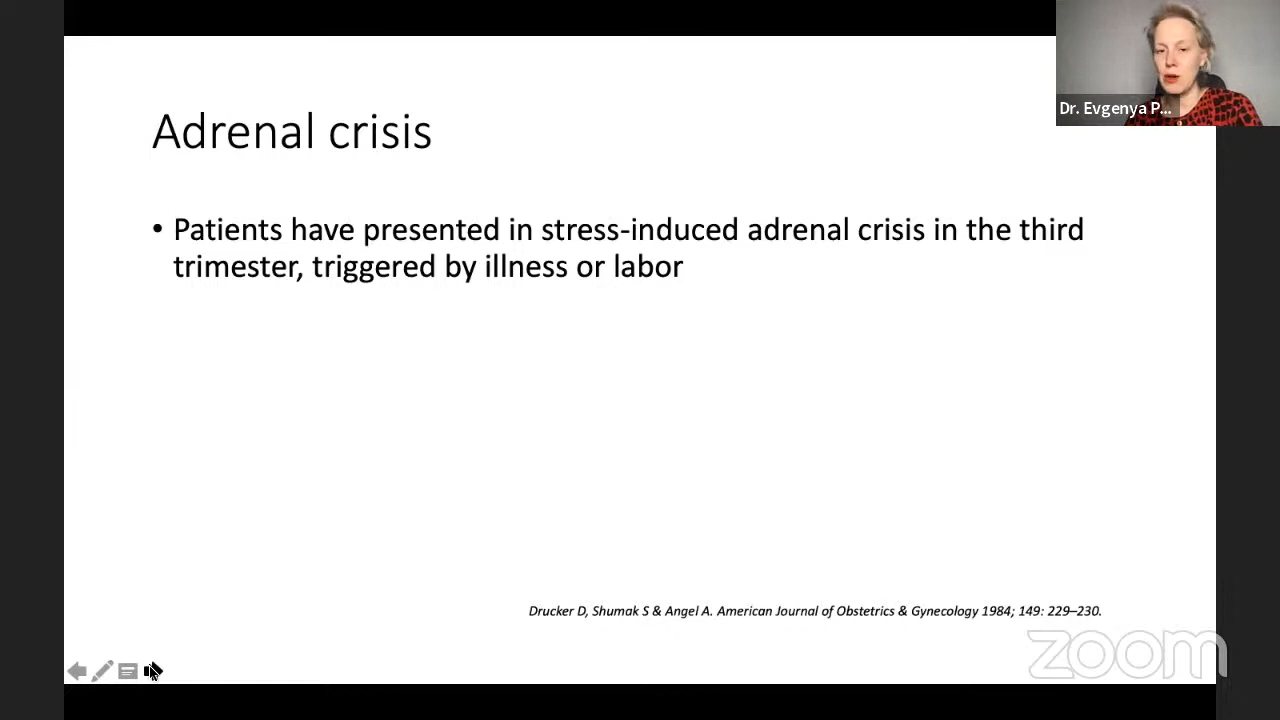 Dr. Evgenya P...
Adrenal crisis
• Patients have presented in stress-induced adrenal crisis in the third
trimester, triggered by illness or labor
Drucker D, Shumak S & Angel A. American Journal of Obstetrics & Gynecology 1984; 149: 229–230.
zoom